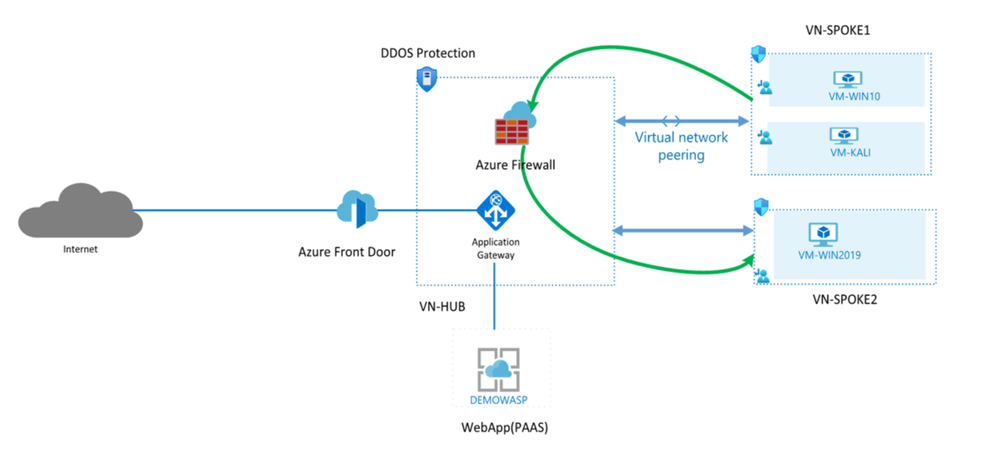 VN-SPOKE1
DDOS Protection
VM-WIN10
Virtual network
peering
VM-KALI
Azure Firewall
Internet
Azure Front Door
Application
Gateway
VM-WIN2019
VN-HUB
VN-SPOKE2
DEMOWASP
WebApp(PAAS)